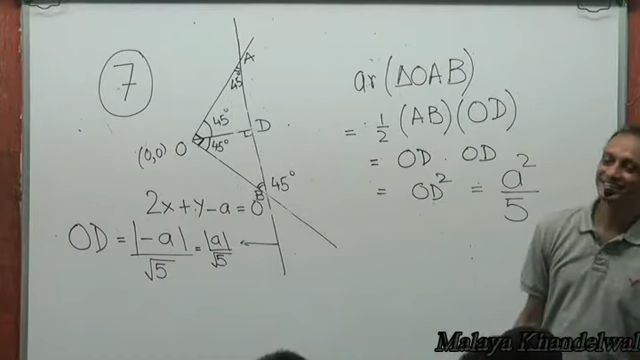 7
A
45°
45°
45°
D
(0,0) O
B 45°
2x+y-a=0
OD = |-a|/√5 = |a|/√5
ar(△OAB)
= 1/2 (AB)(OD)
= OD . OD
= OD² = a²/5
Malaya Khandelwal